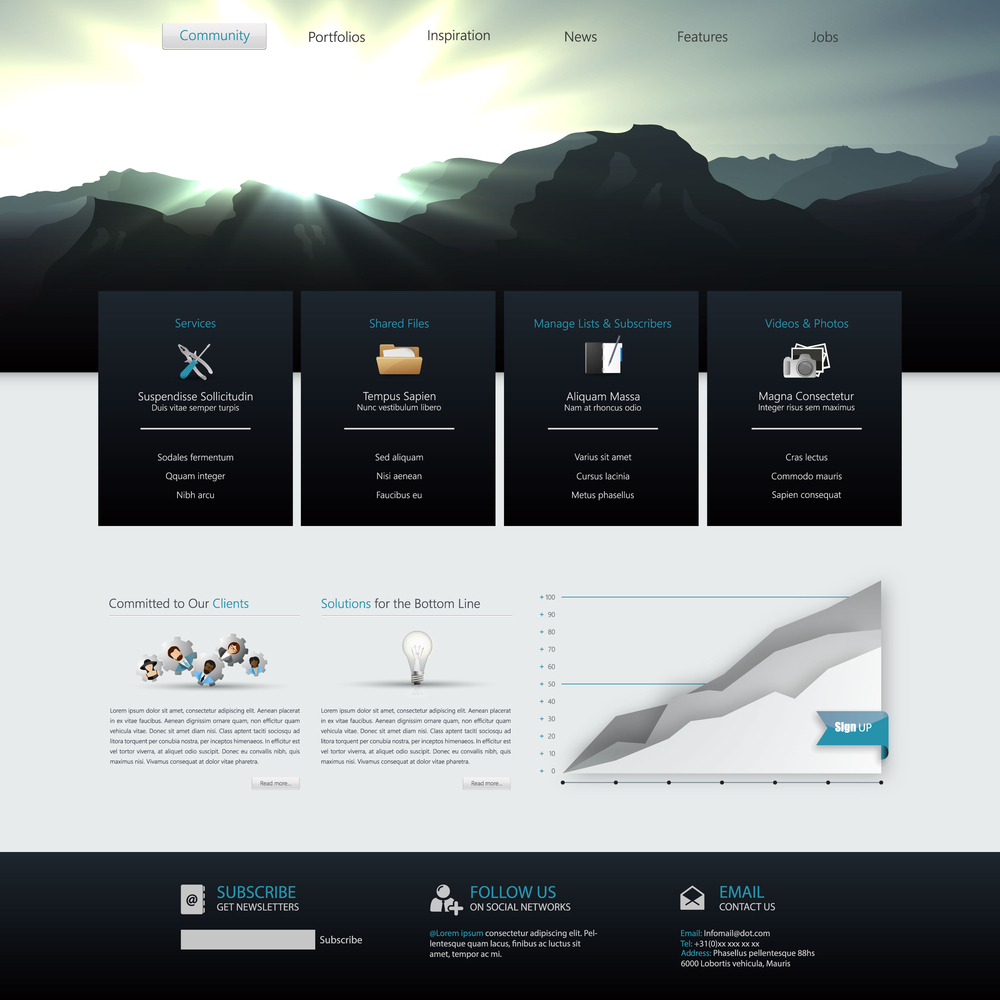 Community
Portfolios
Inspiration
News
Features
Jobs
Services
Suspendisse Sollicitudin
Duis vitae semper turpis
Sodales fermentum
Qquam integer
Nibh arcu
Shared Files
Tempus Sapien
Nunc vestibulum libero
Sed aliquam
Nisi aenean
Faucibus eu
Manage Lists & Subscribers
Aliquam Massa
Nam at rhoncus odio
Varius sit amet
Cursus lacinia
Metus phasellus
Videos & Photos
Magna Consectetur
Integer risus sem maximus
Cras lectus
Commodo mauris
Sapien consequat
Committed to Our Clients
Lorem ipsum dolor sit amet, consectetur adipiscing elit. Aenean placerat
in ex vitae faucibus. Aenean dignissim ornare quam, non efficitur quam
vehicula vitae. Donec sit amet diam nisi. Class aptent taciti sociosqu ad
litora torquent per conubia nostra, per inceptos himenaeos. In efficitur est
vel tortor viverra, at aliquet odio suscipit. Donec eu convallis nibh, quis
maximus nisi. Vivamus consequat at dolor vitae pharetra.
Read more...
Solutions for the Bottom Line
Lorem ipsum dolor sit amet, consectetur adipiscing elit. Aenean placerat
in ex vitae faucibus. Aenean dignissim ornare quam, non efficitur quam
vehicula vitae. Donec sit amet diam nisi. Class aptent taciti sociosqu ad
litora torquent per conubia nostra, per inceptos himenaeos. In efficitur est
vel tortor viverra, at aliquet odio suscipit. Donec eu convallis nibh, quis
maximus nisi. Vivamus consequat at dolor vitae pharetra.
Read more...
+ 100
+ 90
+ 80
+ 70
+ 60
+ 50
+ 40
+ 30
+ 20
+ 10
+ 0
Sign UP
@
SUBSCRIBE
GET NEWSLETTERS
Subscribe
FOLLOW US
ON SOCIAL NETWORKS
@Lorem ipsum consectetur adipiscing elit. Pel-
lentesque quam lacus, finibus ac luctus sit
amet, tempor ac mi.
EMAIL
CONTACT US
Email: Infomail@dot.com
Tel: +31(0)xx xxx xx xx
Address: Phasellus pellentesque 88hs
6000 Lobortis vehicula, Mauris